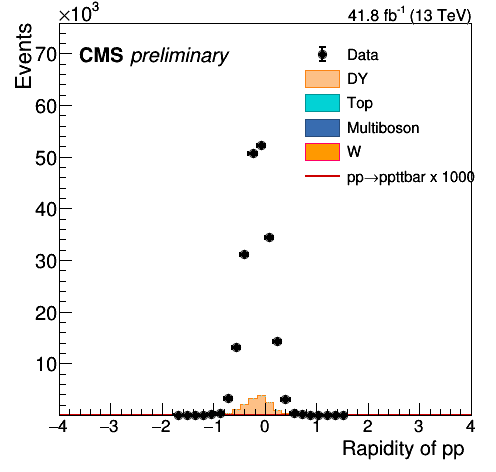 ×10³
41.8 fb⁻¹ (13 TeV)
Events
CMS preliminary
Data
DY
Top
Multiboson
W
pp→ppttbar x 1000
70
60
50
40
30
20
10
−4 −3 −2 −1 0 1 2 3 4
Rapidity of pp